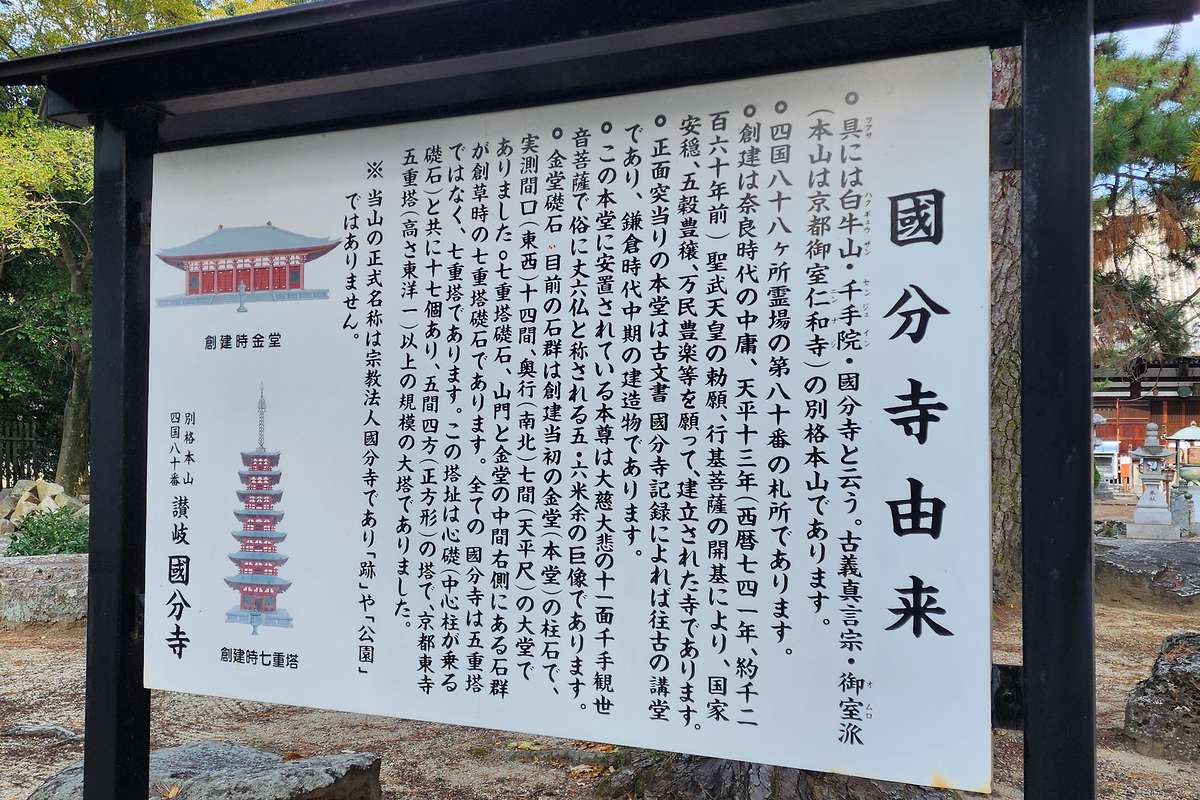 國分寺由来
◦具には白牛山・千手院・國分寺と云う。古義真言宗・御室派
(本山は京都御室仁和寺)の別格本山であります。
◦四国八十八ヶ所霊場の第八十番の札所であります。
◦創建は奈良時代の中庸、天平十三年(西暦七四一年、約千二
百六十年前)聖武天皇の勅願、行基菩薩の開基により、国家
安穏、五穀豊穣、万民豊楽等を願って、建立された寺であります。
◦正面突当りの本堂は古文書 國分寺記録によれば往古の講堂
であり、鎌倉時代中期の建造物であります。
◦この本堂に安置されている本尊は大慈大悲の十一面千手観世
音菩薩で俗に丈六仏と称される五・六米余の巨像であります。
◦金堂礎石 目前の石群は創建当初の金堂(本堂)の柱石で、
実測間口(東西)十四間、奥行(南北)七間(天平尺)の大堂で
ありました。七重塔礎石、山門と金堂の中間右側にある石群
が創草時の七重塔礎石であります。全ての 國分寺は五重塔
ではなく、七重塔であります。この塔址は心礎(中心柱が乗る
礎石)と共に十七個あり、五間四方(正方形)の塔で、京都東寺
五重塔(高さ東洋一)以上の規模の大塔でありました。
※ 当山の正式名称は宗教法人國分寺であり「跡」や「公園」
ではありません。
創建時金堂
創建時七重塔
別格本山
四国八十番
讃岐 國分寺